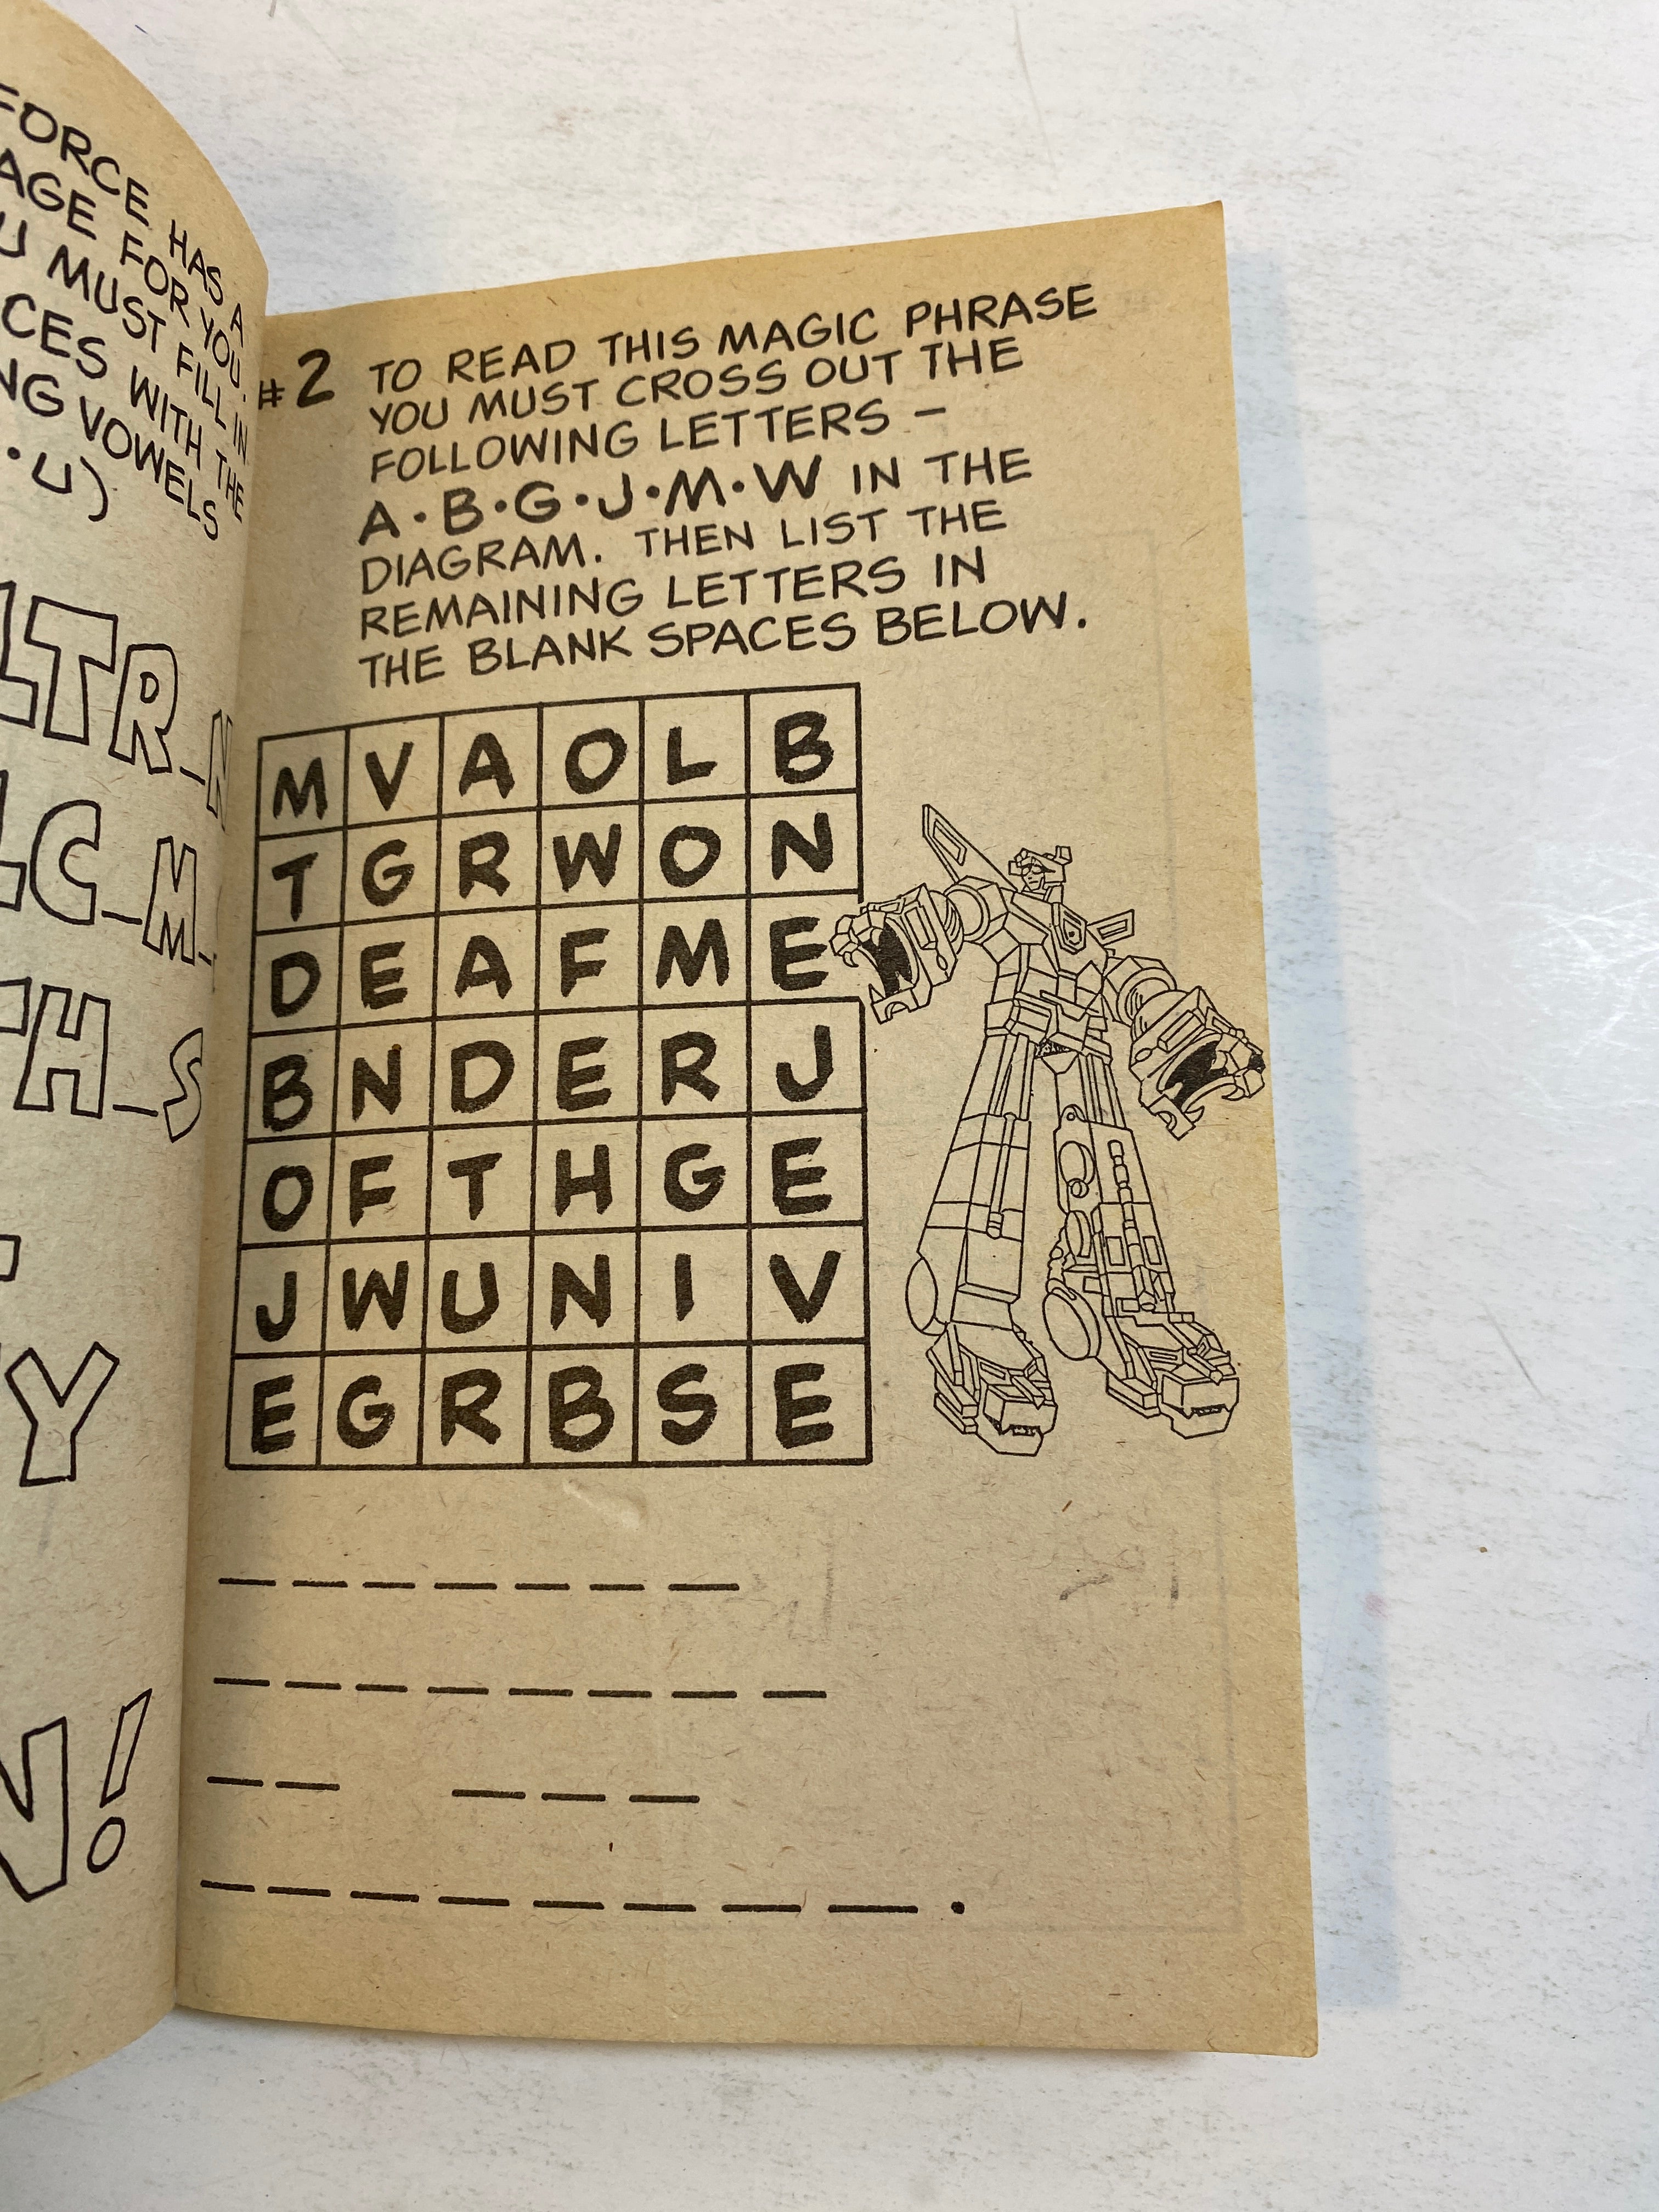 FORCE HAS A
AGE FOR YOU.
U MUST FILL IN
CES WITH THE
NG VOWELS
·U)
LTR_N
LC_M_
TH_S
Y
N!
#2 TO READ THIS MAGIC PHRASE
YOU MUST CROSS OUT THE
FOLLOWING LETTERS –
A·B·G·J·M·W IN THE
DIAGRAM. THEN LIST THE
REMAINING LETTERS IN
THE BLANK SPACES BELOW.
M V A O L B
T G R W O N
D E A F M E
B N D E R J
O F T H G E
J W U N I V
E G R B S E
_ _ _ _ _ _ _
_ _ _ _ _ _ _ _
_ _ _ _ _
_ _ _ _ _ _ _ _ .